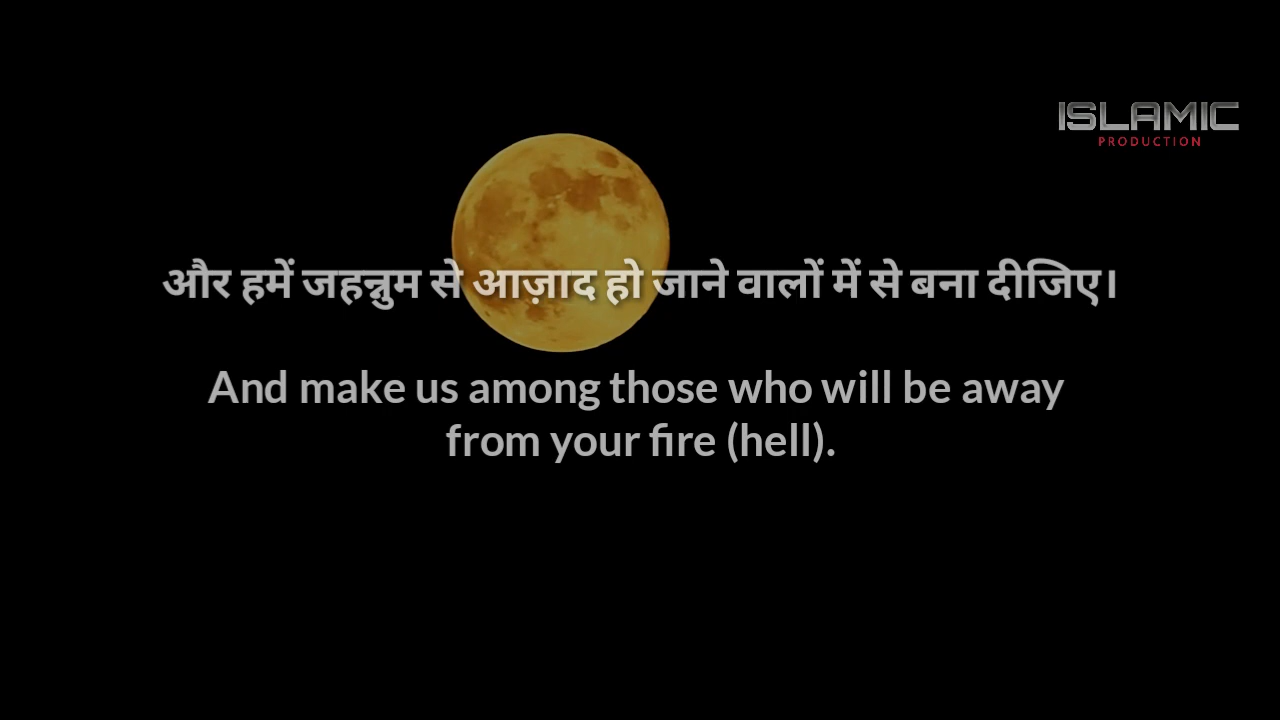 ISLAMIC
PRODUCTION
और हमें जहन्नुम से आज़ाद हो जाने वालों में से बना दीजिए।
And make us among those who will be away
from your fire (hell).